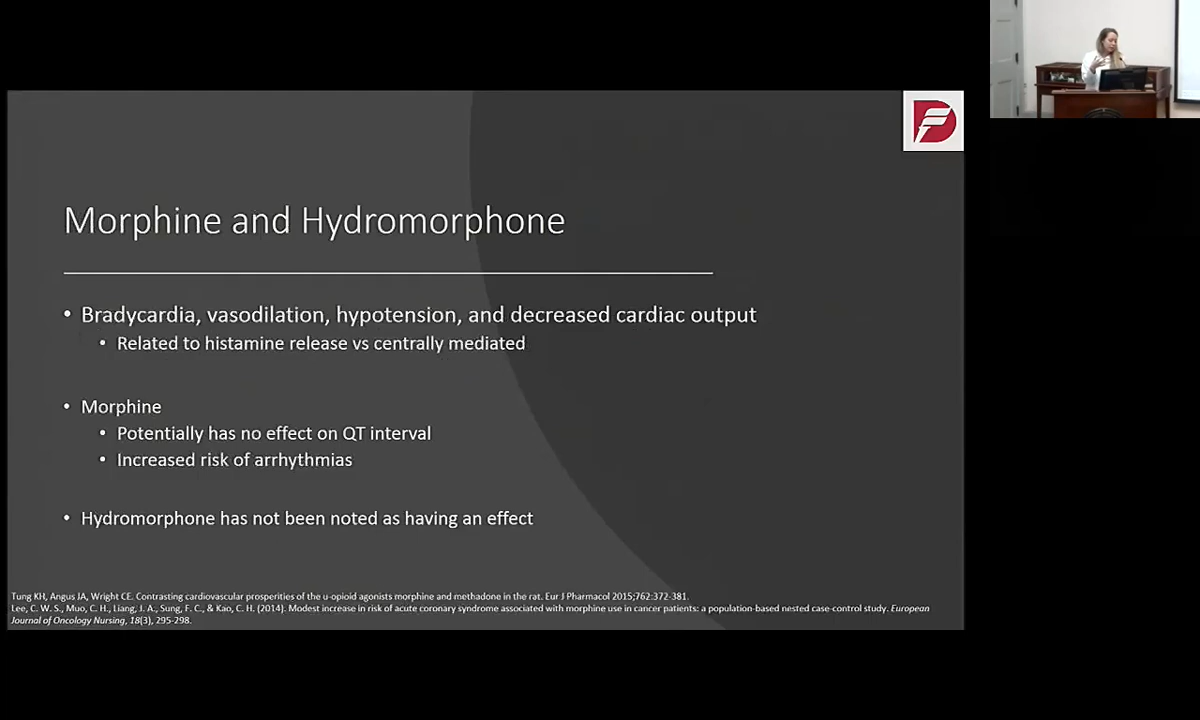 Morphine and Hydromorphone
• Bradycardia, vasodilation, hypotension, and decreased cardiac output
• Related to histamine release vs centrally mediated
• Morphine
• Potentially has no effect on QT interval
• Increased risk of arrhythmias
• Hydromorphone has not been noted as having an effect
Tung KH, Angus JA, Wright CE. Contrasting cardiovascular prosperities of the u-opioid agonists morphine and methadone in the rat. Eur J Pharmacol 2015;762:372-381.
Lee, C. W. S., Muo, C. H., Liang, J. A., Sung, F. C., & Kao, C. H. (2014). Modest increase in risk of acute coronary syndrome associated with morphine use in cancer patients: a population-based nested case-control study. European
Journal of Oncology Nursing, 18(3), 295-298.